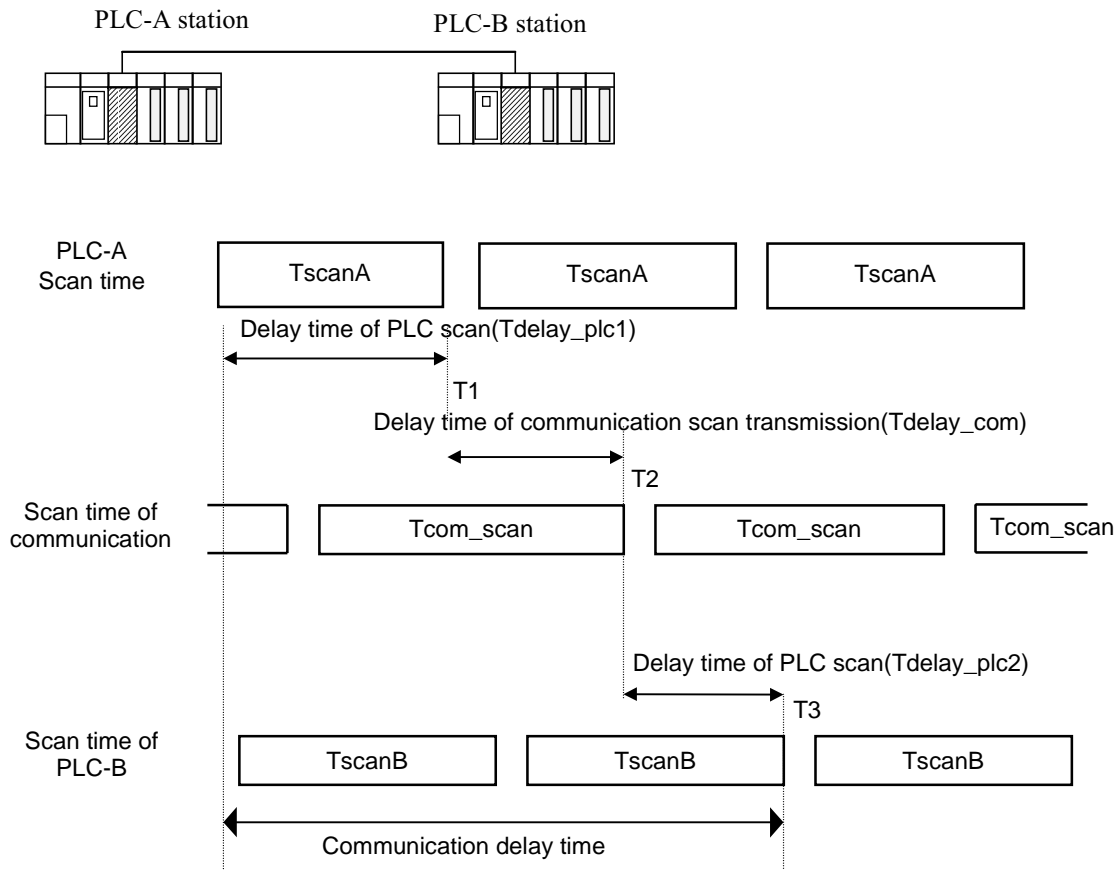 PLC-A station
PLC-B station
PLC-A
Scan time
TscanA
TscanA
TscanA
Delay time of PLC scan(Tdelay_plc1)
T1
Delay time of communication scan transmission(Tdelay_com)
T2
Scan time of
communication
Tcom_scan
Tcom_scan
Tcom_scan
Delay time of PLC scan(Tdelay_plc2)
T3
Scan time of
PLC-B
TscanB
TscanB
TscanB
Communication delay time